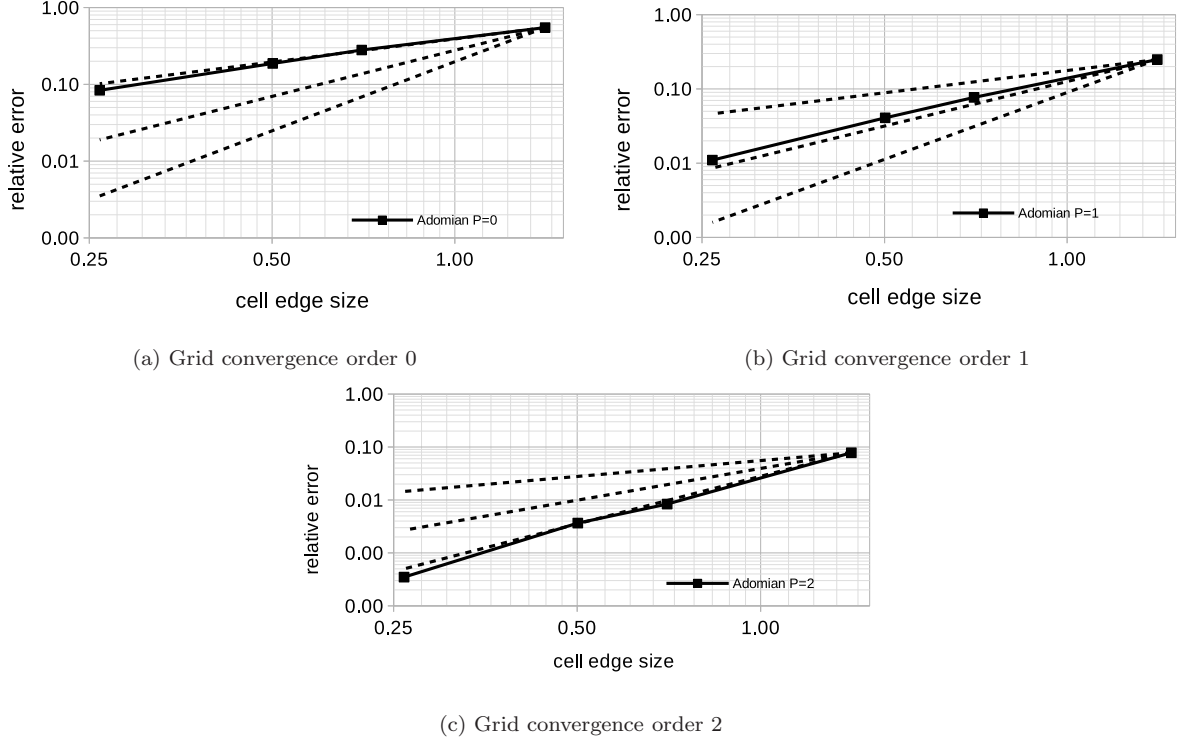 1.00
0.10
0.01
0.00
relative error
0.25 0.50 1.00
cell edge size
Adomian P=0
(a) Grid convergence order 0
1.00
0.10
0.01
0.00
relative error
0.25 0.50 1.00
cell edge size
Adomian P=1
(b) Grid convergence order 1
1.00
0.10
0.01
0.00
0.00
relative error
0.25 0.50 1.00
cell edge size
Adomian P=2
(c) Grid convergence order 2